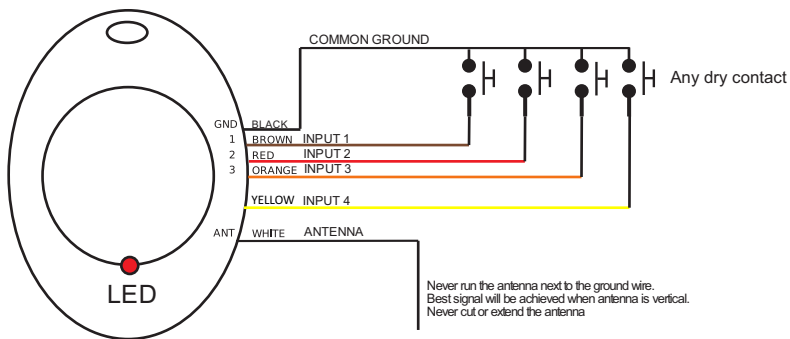 COMMON GROUND
Any dry contact
GND BLACK
1 BROWN INPUT 1
2 RED INPUT 2
3 ORANGE INPUT 3
YELLOW INPUT 4
ANT WHITE ANTENNA
LED
Never run the antenna next to the ground wire.
Best signal will be achieved when antenna is vertical.
Never cut or extend the antenna